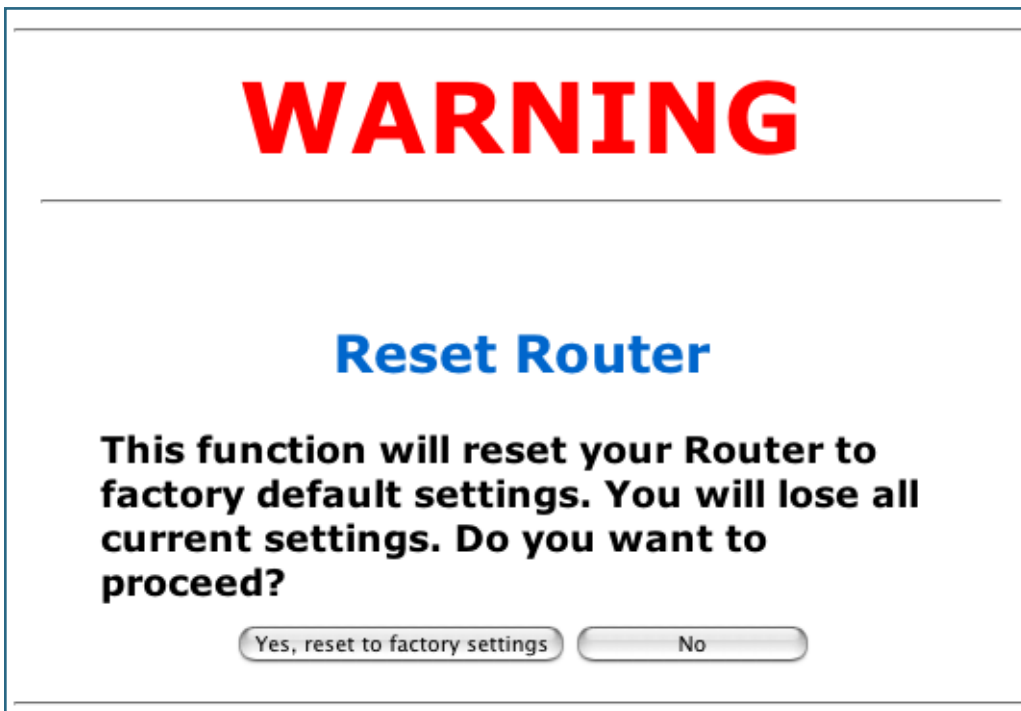 WARNING
Reset Router
This function will reset your Router to
factory default settings. You will lose all
current settings. Do you want to
proceed?
Yes, reset to factory settings No